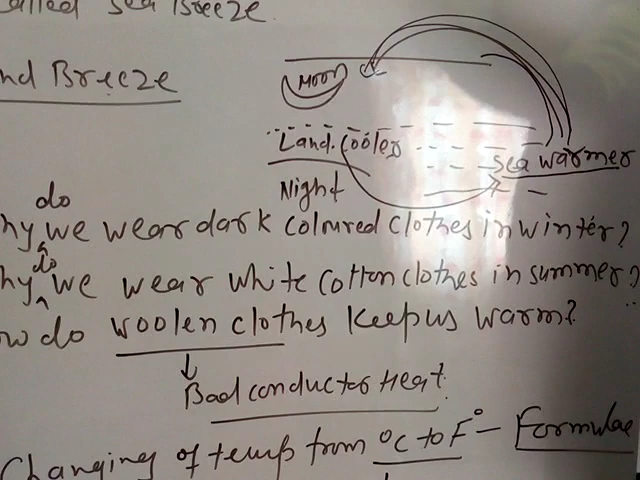 called Sea Breeze.
nd Breeze
Moon
Land Cooler
Sea warmer
Night
do
hy we wear dark coloured clothes in winter?
do
hy we wear white cotton clothes in summer?
ow do woolen clothes keep us warm?
Bad conductor Heat.
Changing of temp from °C to F° - Formulae